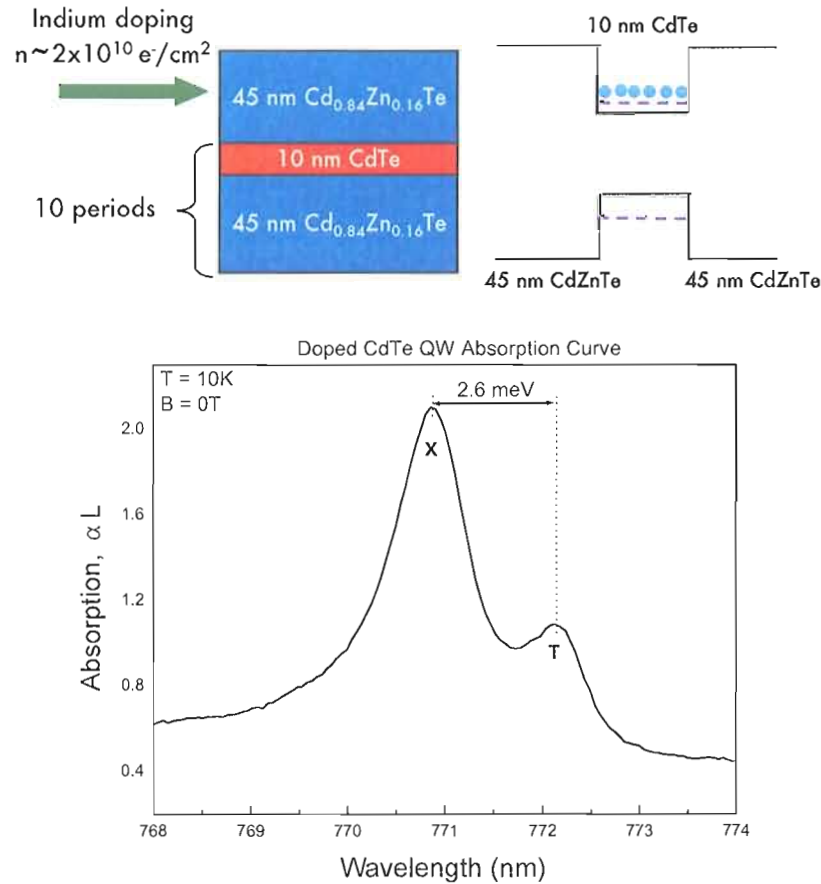 Indium doping
n~2x10¹⁰ e⁻/cm²
45 nm Cd₀.₈₄Zn₀.₁₆Te
10 nm CdTe
10 periods
45 nm Cd₀.₈₄Zn₀.₁₆Te
10 nm CdTe
45 nm CdZnTe
45 nm CdZnTe
Doped CdTe QW Absorption Curve
T = 10K
B = 0T
2.6 meV
X
T
2.0
1.6
1.2
0.8
0.4
Absorption, α L
768 769 770 771 772 773 774
Wavelength (nm)